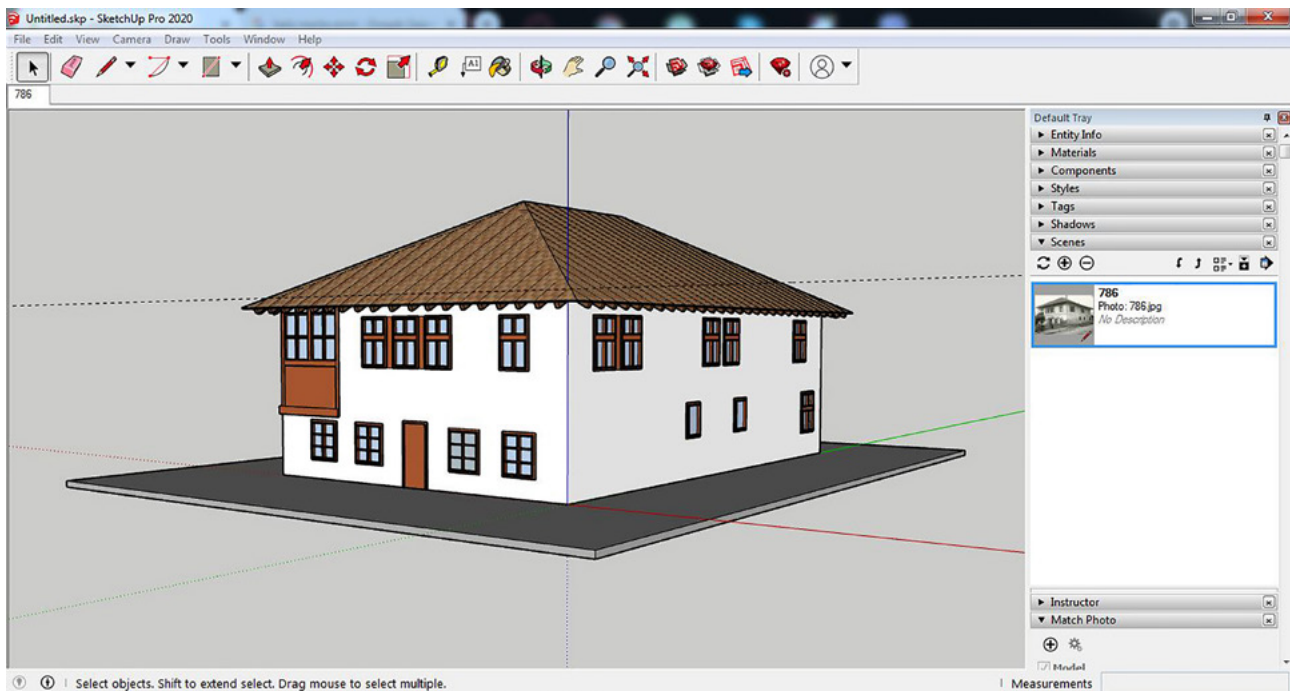 Untitled.skp - SketchUp Pro 2020
File Edit View Camera Draw Tools Window Help
A1
786
Default Tray
Entity Info
Materials
Components
Styles
Tags
Shadows
Scenes
786
Photo: 786.jpg
No Description
Instructor
Match Photo
Model
Select objects. Shift to extend select. Drag mouse to select multiple.
Measurements